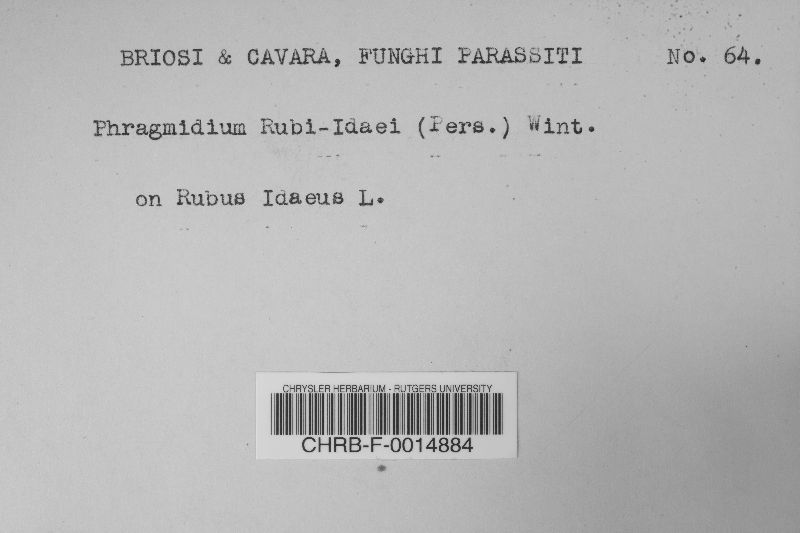 BRIOSI & CAVARA, FUNGHI PARASSITI No. 64.
Phragmidium Rubi-Idaei (Pers.) Wint.
on Rubus Idaeus L.
CHRYSLER HERBARIUM - RUTGERS UNIVERSITY
CHRB-F-0014884